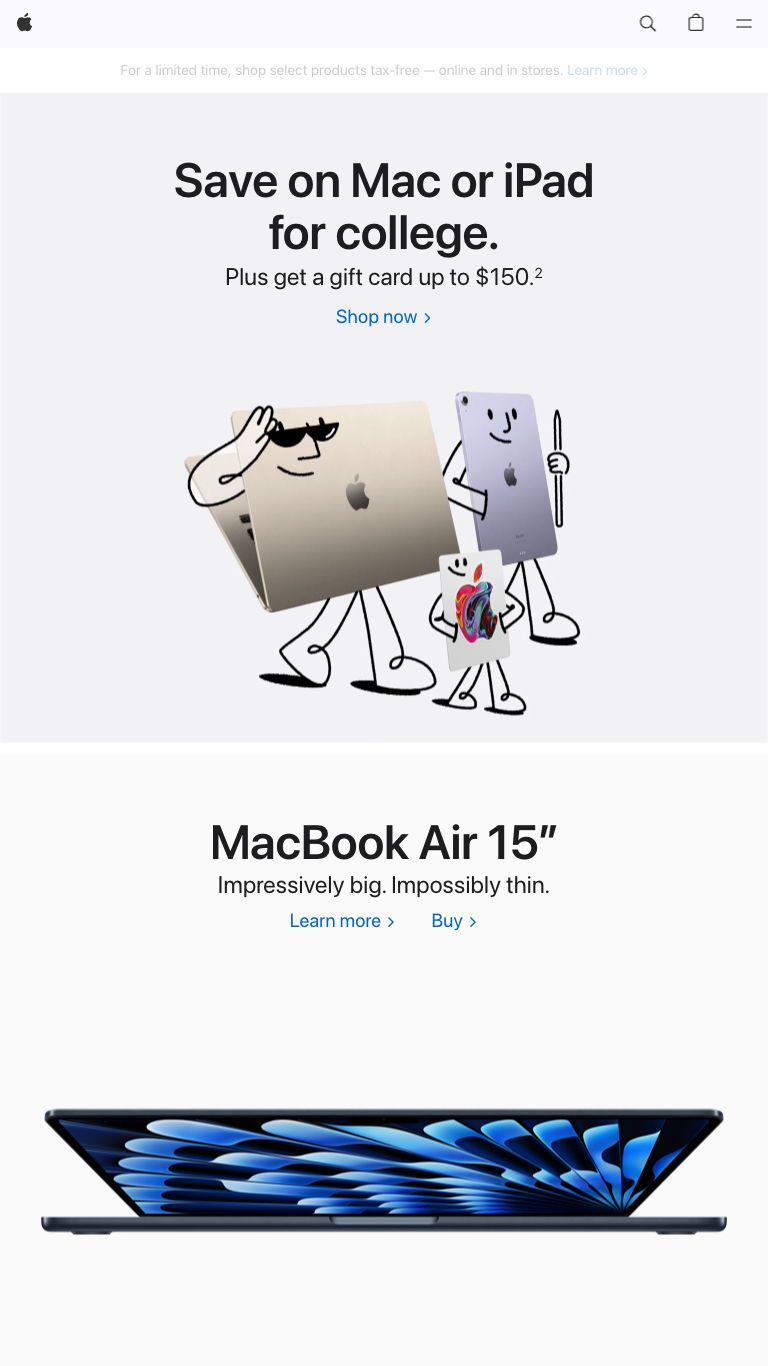 For a limited time, shop select products tax-free — online and in stores. Learn more >
Save on Mac or iPad
for college.
Plus get a gift card up to $150.²
Shop now >
MacBook Air 15”
Impressively big. Impossibly thin.
Learn more >
Buy >